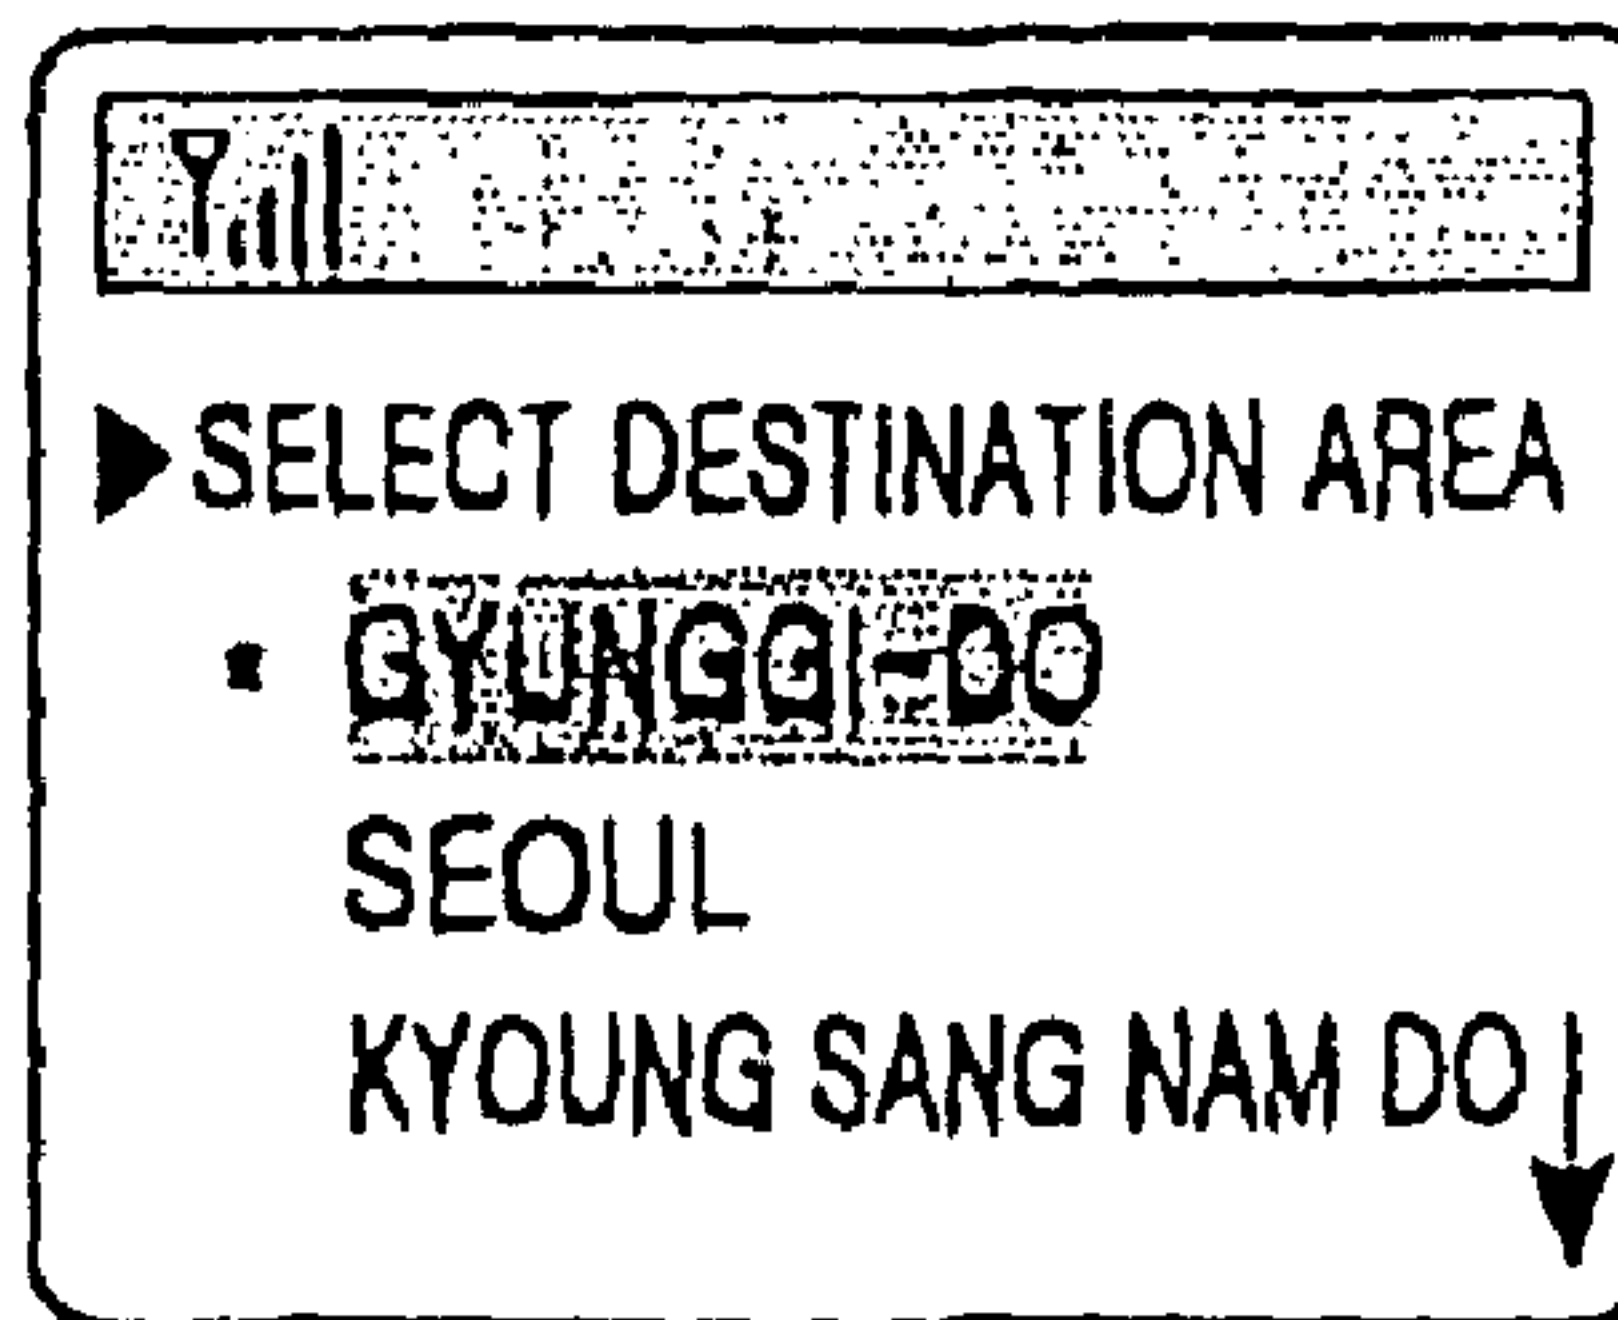 ▶SELECT DESTINATION AREA
· GYUNGGI-DO
SEOUL
KYOUNG SANG NAM DO